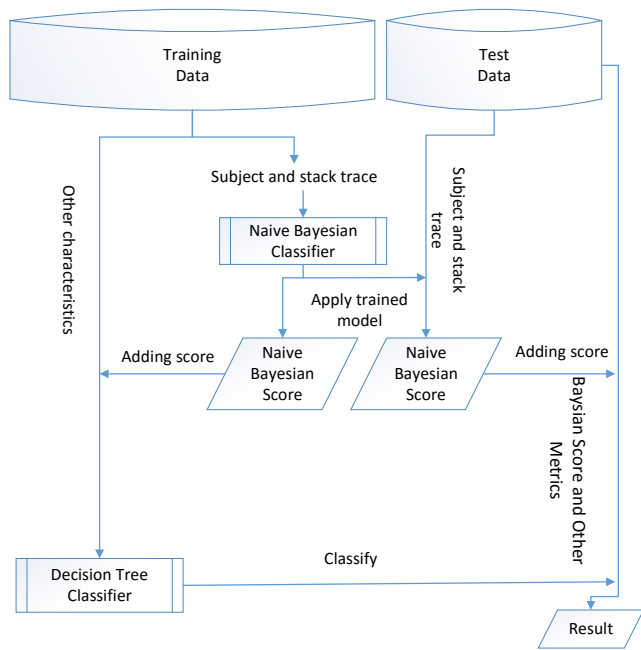 Training
Data
Test
Data
Subject and stack trace
Naive Bayesian
Classifier
Other characteristics
Subject and stack
trace
Apply trained
model
Adding score
Naive
Bayesian
Score
Naive
Bayesian
Score
Adding score
Baysian Score and Other
Metrics
Decision Tree
Classifier
Classify
Result